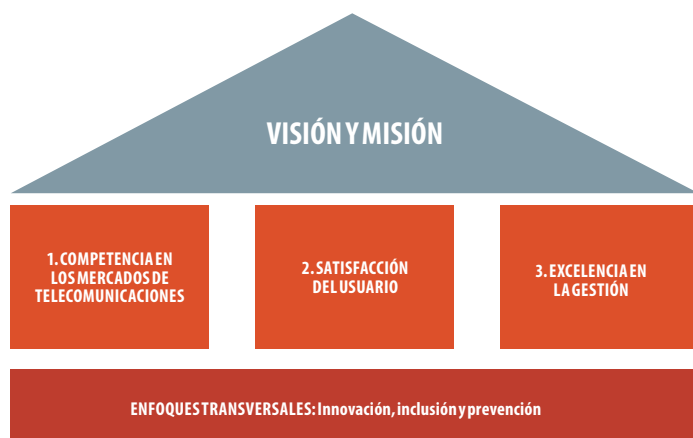 VISIÓN Y MISIÓN
1. COMPETENCIA EN
LOS MERCADOS DE
TELECOMUNICACIONES
2. SATISFACCIÓN
DEL USUARIO
3. EXCELENCIA EN
LA GESTIÓN
ENFOQUES TRANSVERSALES: Innovación, inclusión y prevención